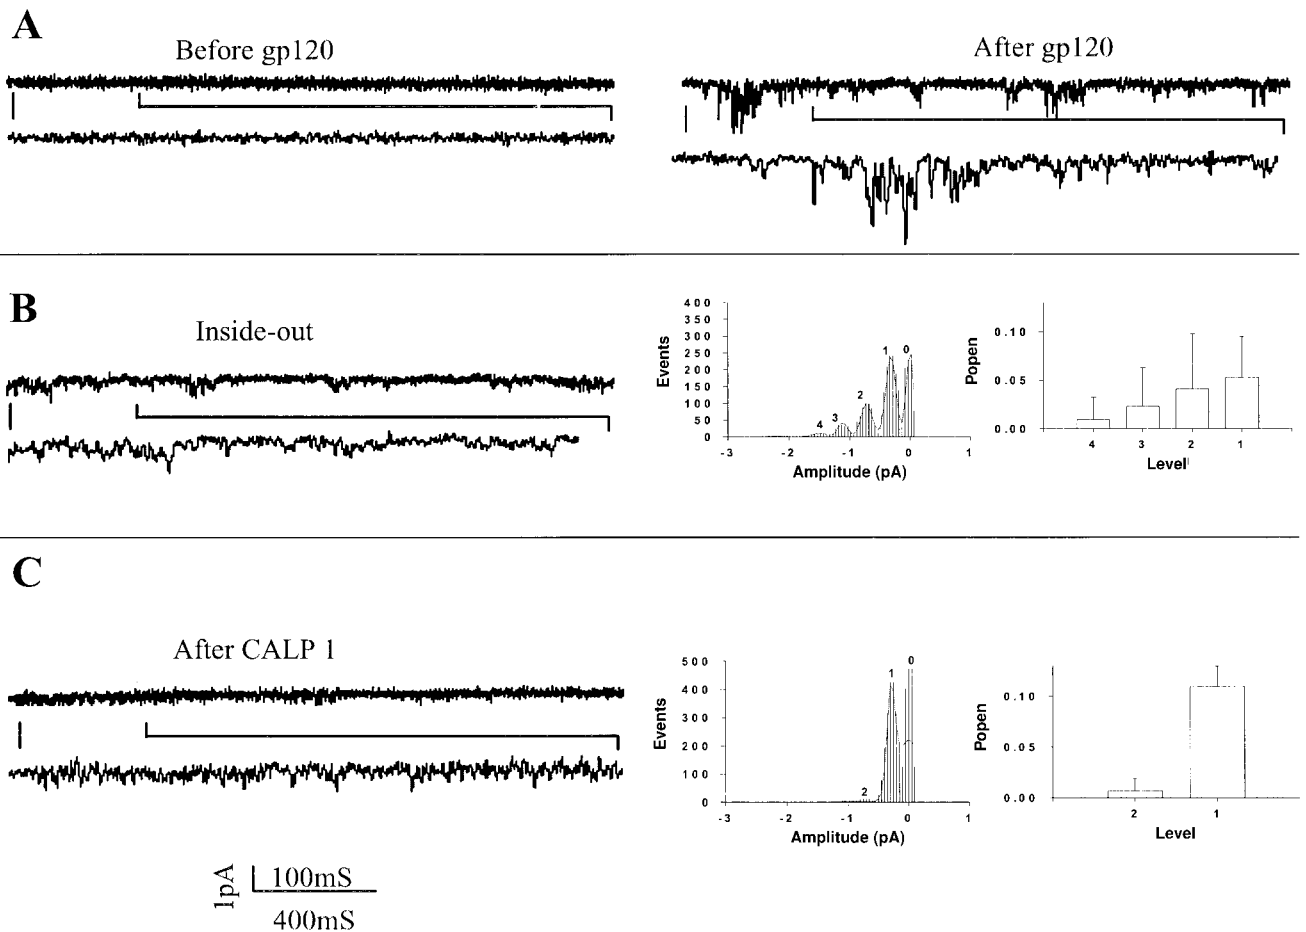 A
Before gp120
After gp120
B
Inside-out
400
350
300
250
200
150
100
50
0
Events
4
3
2
1
0
-3
-2
-1
0
1
Amplitude (pA)
0.10
0.05
0.00
Popen
4
3
2
1
Level
C
After CALP 1
500
400
300
200
100
0
Events
2
1
0
-3
-2
-1
0
1
Amplitude (pA)
0.10
0.05
0.00
Popen
2
1
Level
1pA
100mS
400mS